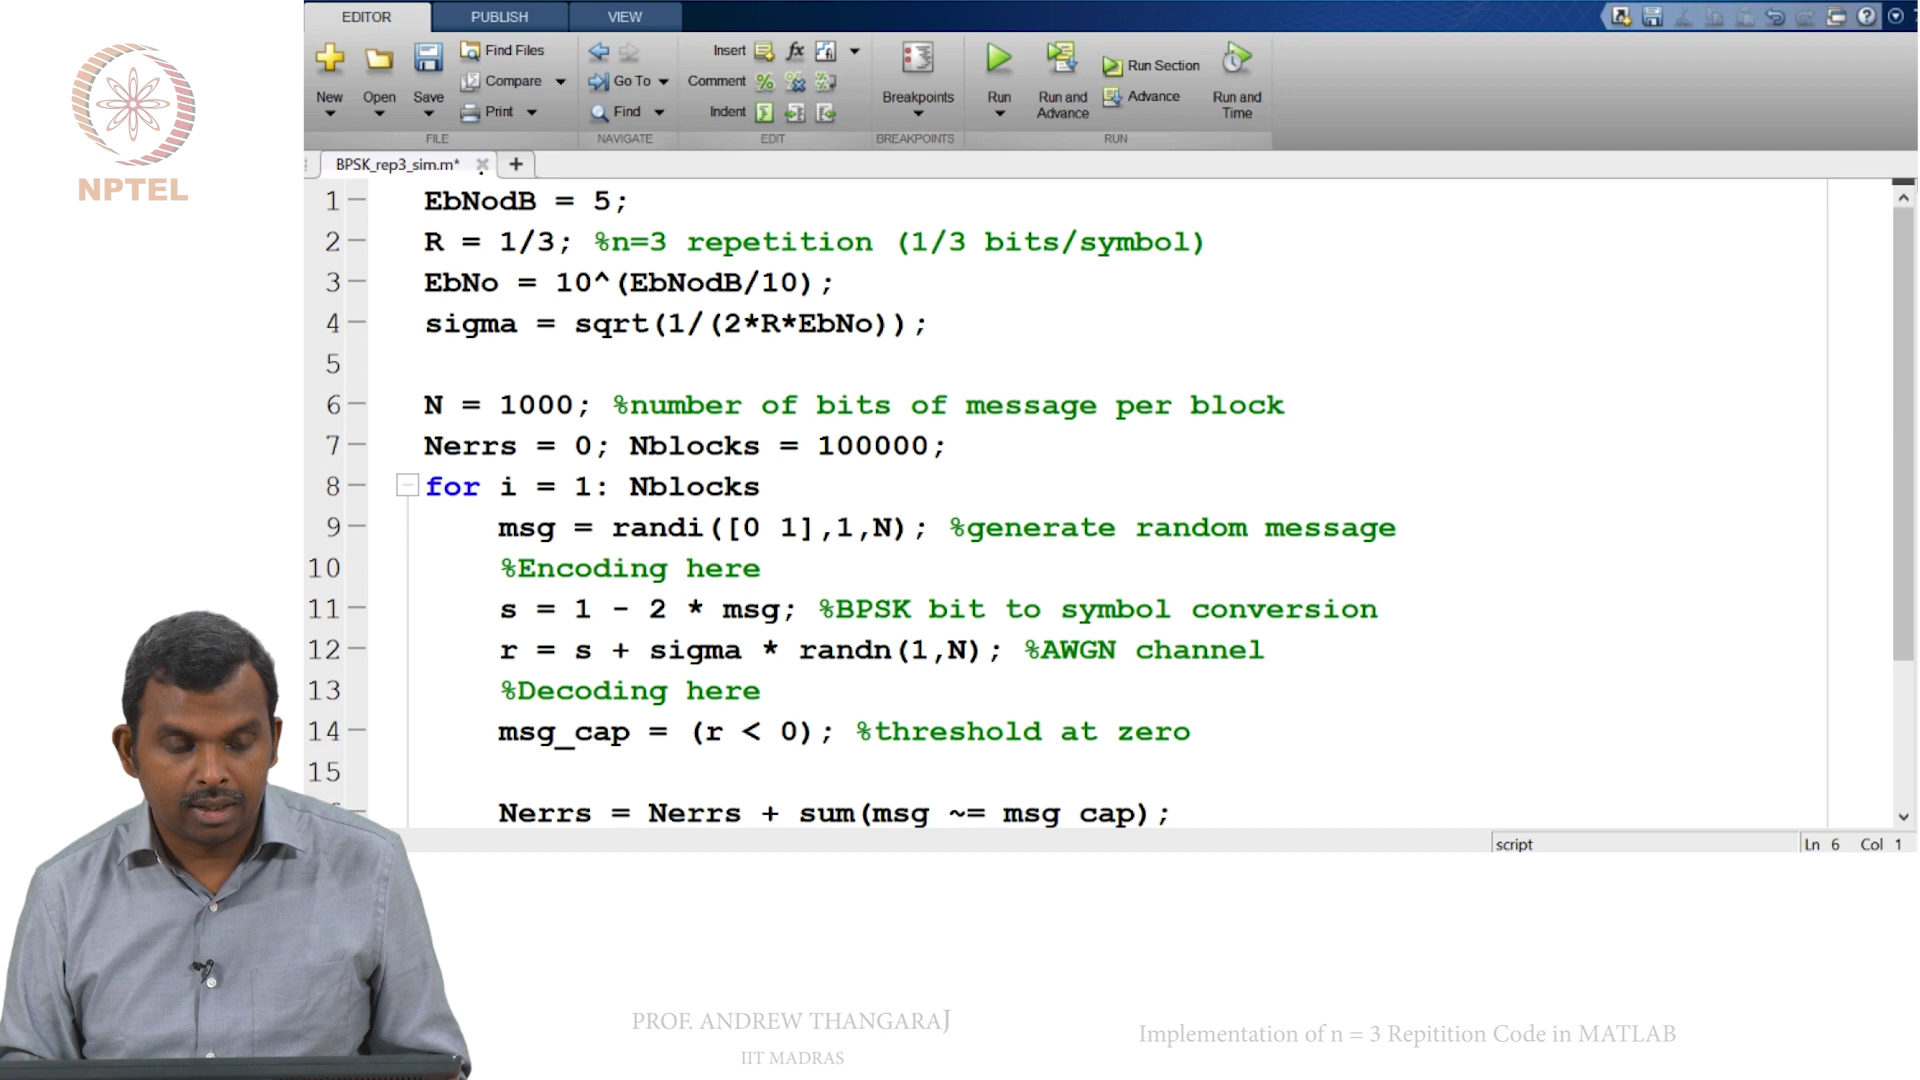 EDITOR PUBLISH VIEW
New Open Save Find Files Compare Print
FILE
Go To Find
NAVIGATE
Insert fx
Comment
Indent
EDIT
Breakpoints
BREAKPOINTS
Run Run and Advance Run Section Advance Run and Time
RUN
NPTEL
BPSK_rep3_sim.m* × +
1 EbNodB = 5;
2 R = 1/3; %n=3 repetition (1/3 bits/symbol)
3 EbNo = 10^(EbNodB/10);
4 sigma = sqrt(1/(2*R*EbNo));
5
6 N = 1000; %number of bits of message per block
7 Nerrs = 0; Nblocks = 100000;
8 for i = 1: Nblocks
9 msg = randi([0 1],1,N); %generate random message
10 %Encoding here
11 s = 1 - 2 * msg; %BPSK bit to symbol conversion
12 r = s + sigma * randn(1,N); %AWGN channel
13 %Decoding here
14 msg_cap = (r < 0); %threshold at zero
15
Nerrs = Nerrs + sum(msg ~= msg_cap);
script Ln 6 Col 1
PROF. ANDREW THANGARAJ
IIT MADRAS
Implementation of n = 3 Repitition Code in MATLAB